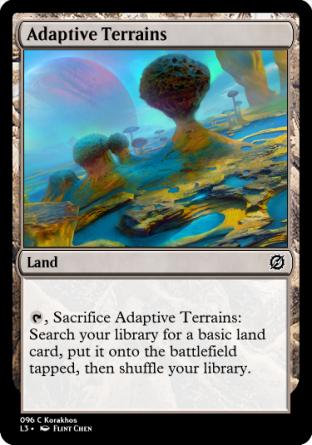 Adaptive Terrains
Land
, Sacrifice Adaptive Terrains:
Search your library for a basic land
card, put it onto the battlefield
tapped, then shuffle your library.
096 C Korakhos
L3 • Flint Chen